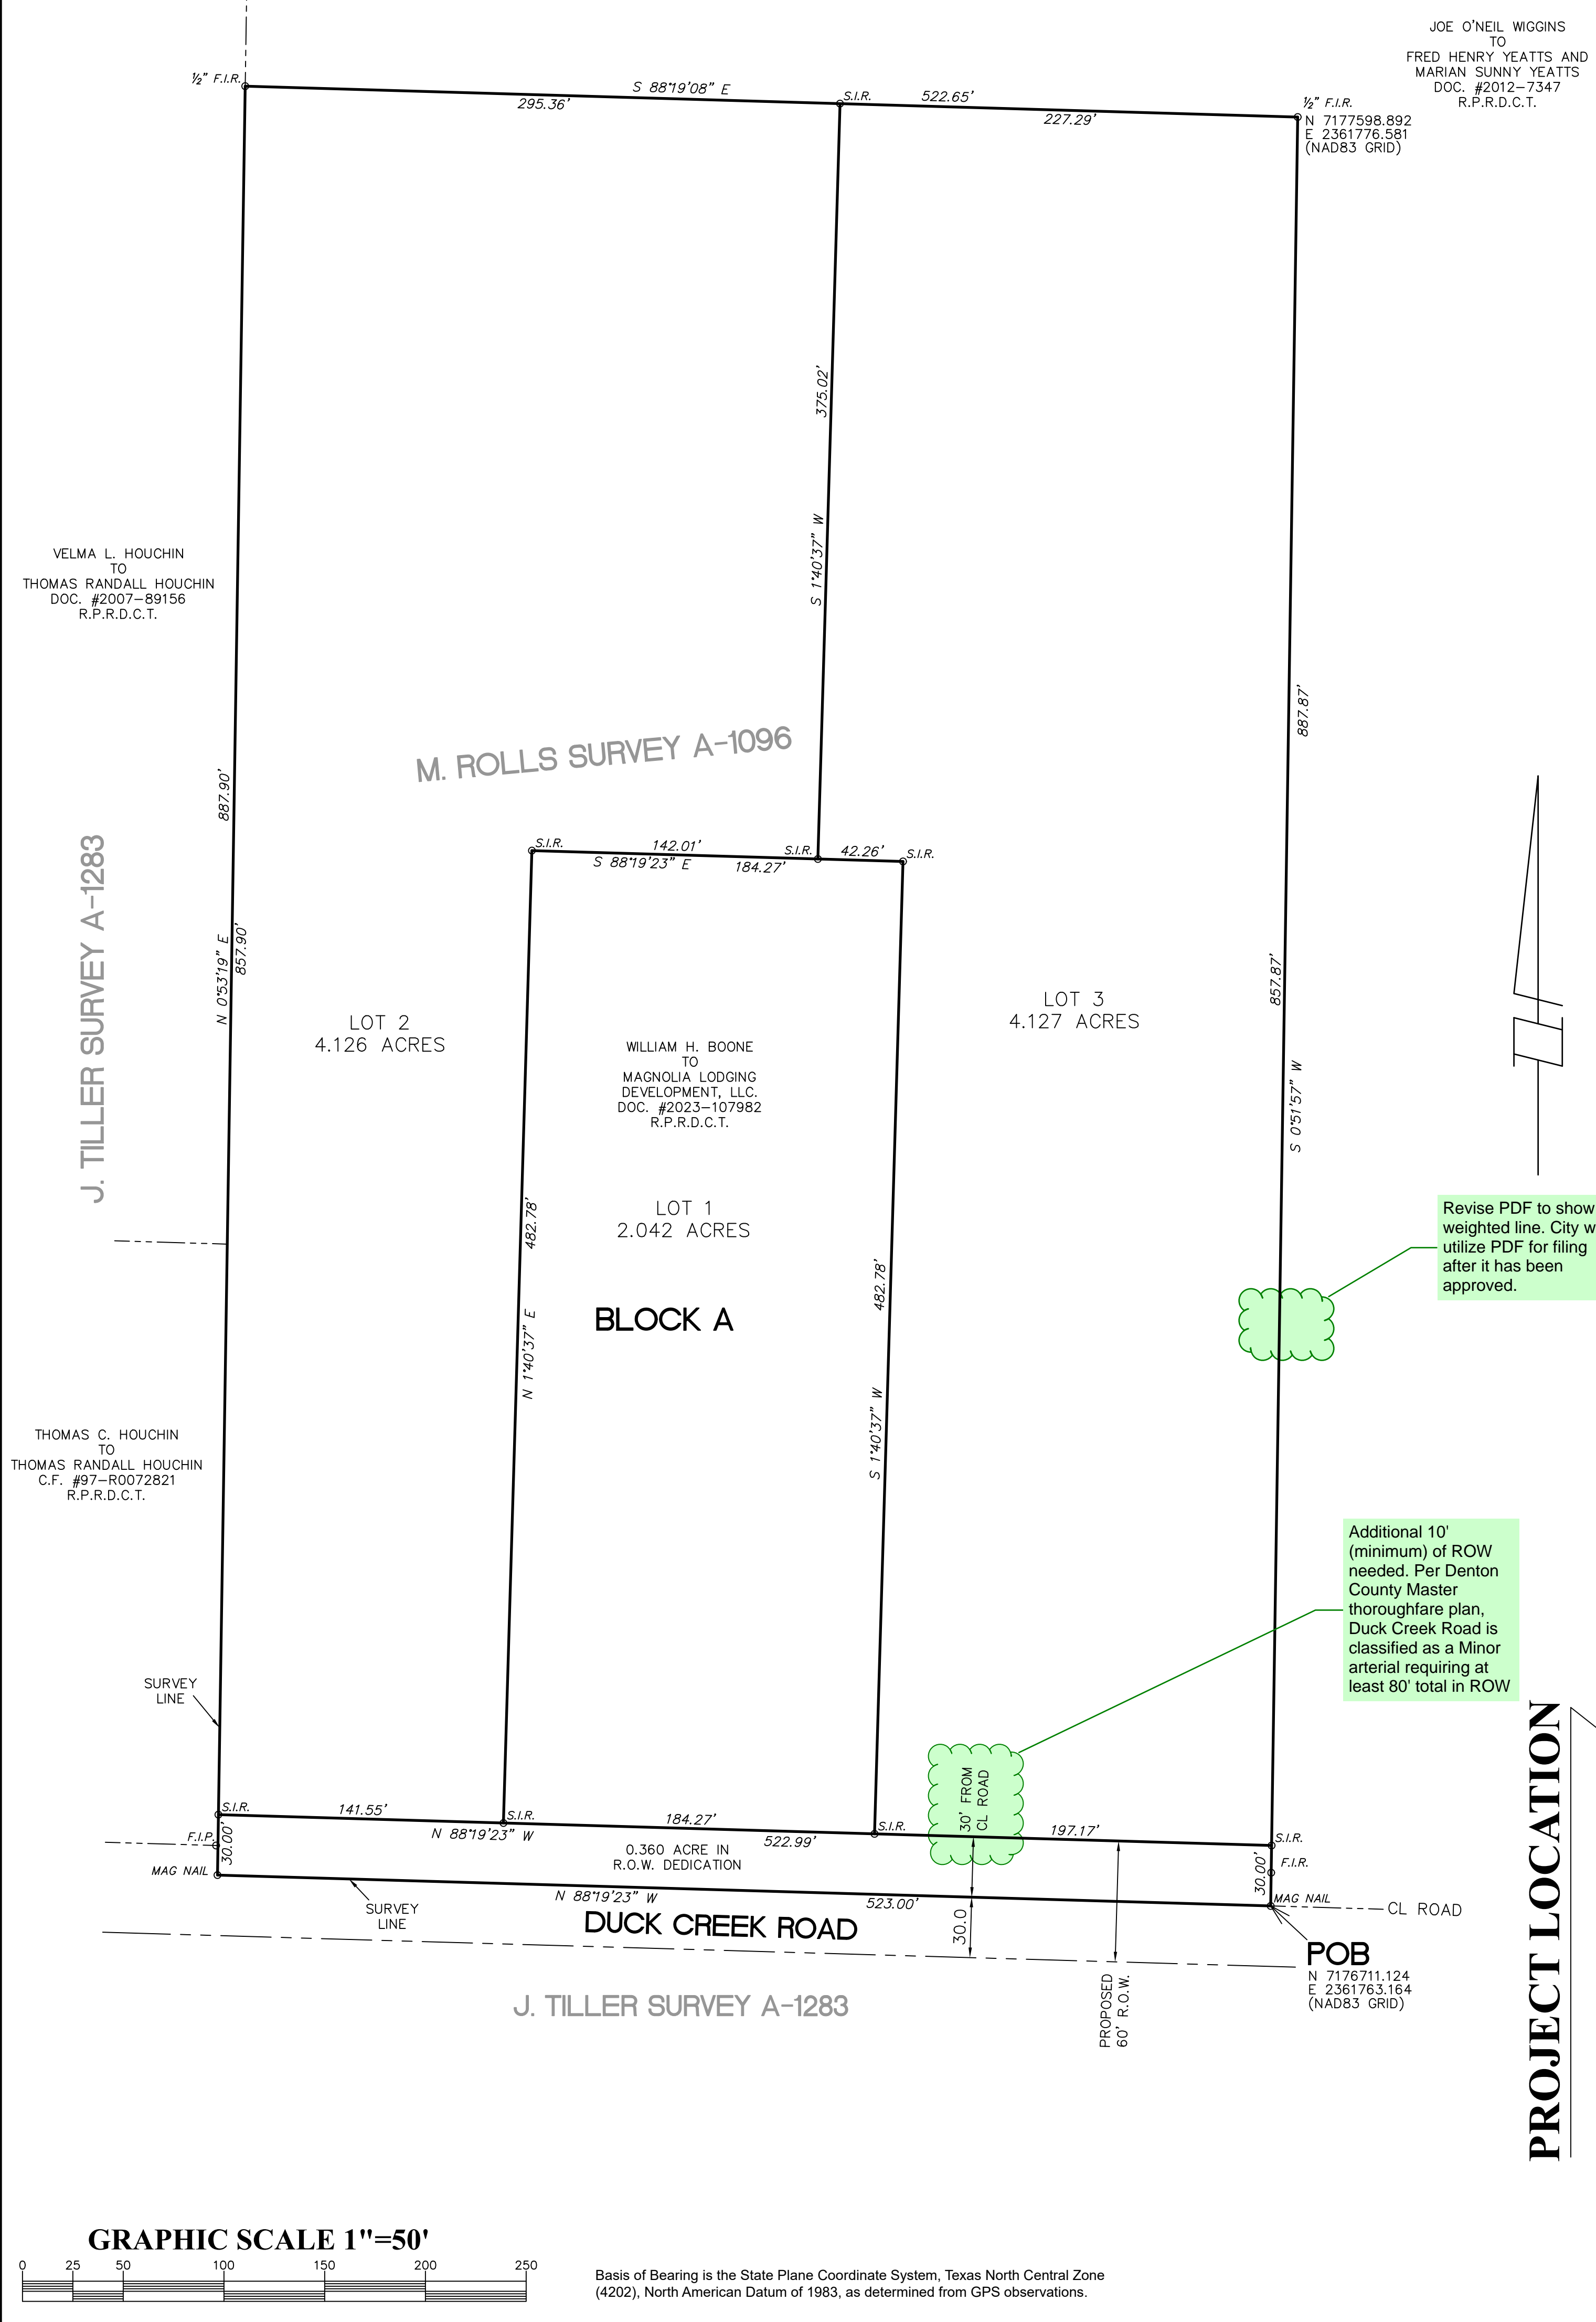 JOE O'NEIL WIGGINS
TO
FRED HENRY YEATTS AND
MARIAN SUNNY YEATTS
DOC. #2012-7347
R.P.R.D.C.T.
½" F.I.R.
S 88°19'08" E
295.36'
S.I.R.
522.65'
227.29'
½" F.I.R.
N 7177598.892
E 2361776.581
(NAD83 GRID)
375.02'
S 1°40'37" W
VELMA L. HOUCHIN
TO
THOMAS RANDALL HOUCHIN
DOC. #2007-89156
R.P.R.D.C.T.
887.87'
M. ROLLS SURVEY A-1096
887.90'
J. TILLER SURVEY A-1283
S.I.R.
142.01'
S.I.R.
42.26'
S.I.R.
S 88°19'23" E
184.27'
N 0°53'19" E
857.90'
857.87'
LOT 2
4.126 ACRES
LOT 3
4.127 ACRES
WILLIAM H. BOONE
TO
MAGNOLIA LODGING
DEVELOPMENT, LLC.
DOC. #2023-107982
R.P.R.D.C.T.
S 0°51'57" W
N
LOT 1
2.042 ACRES
482.78'
482.78'
Revise PDF to show
weighted line. City w
utilize PDF for filing
after it has been
approved.
BLOCK A
N 1°40'37" E
S 1°40'37" W
THOMAS C. HOUCHIN
TO
THOMAS RANDALL HOUCHIN
C.F. #97-R0072821
R.P.R.D.C.T.
Additional 10'
(minimum) of ROW
needed. Per Denton
County Master
thoroughfare plan,
Duck Creek Road is
classified as a Minor
arterial requiring at
least 80' total in ROW
SURVEY
LINE
PROJECT LOCATION
30' FROM
CL ROAD
S.I.R.
141.55'
S.I.R.
184.27'
S.I.R.
197.17'
S.I.R.
F.I.P.
30.00'
N 88°19'23" W
522.99'
0.360 ACRE IN
R.O.W. DEDICATION
30.00'
F.I.R.
MAG NAIL
MAG NAIL
CL ROAD
N 88°19'23" W
523.00'
SURVEY
LINE
DUCK CREEK ROAD
30.0
POB
N 7176711.124
E 2361763.164
(NAD83 GRID)
PROPOSED
60' R.O.W.
J. TILLER SURVEY A-1283
GRAPHIC SCALE 1"=50'
0 25 50 100 150 200 250
Basis of Bearing is the State Plane Coordinate System, Texas North Central Zone
(4202), North American Datum of 1983, as determined from GPS observations.